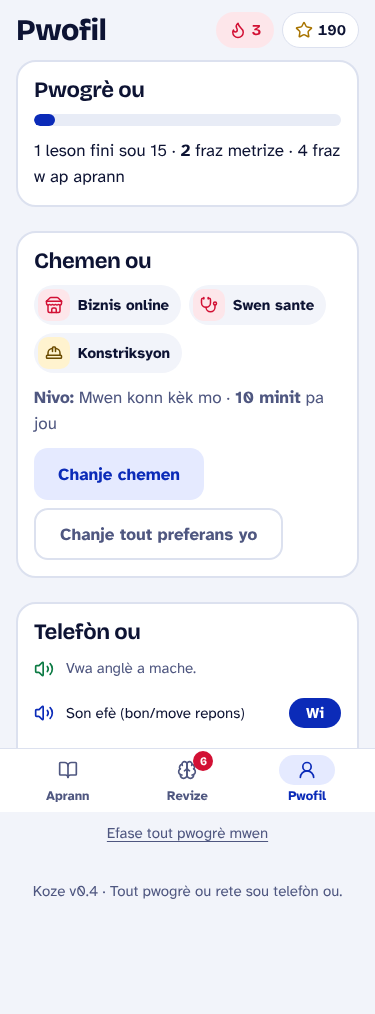 Pwofil
3
190
Pwogrè ou
1 leson fini sou 15 · 2 fraz metrize · 4 fraz
w ap aprann
Chemen ou
Biznis online
Swen sante
Konstriksyon
Nivo: Mwen konn kèk mo · 10 minit pa
jou
Chanje chemen
Chanje tout preferans yo
Telefòn ou
Vwa anglè a mache.
Son efè (bon/move repons)
Wi
6
Aprann
Revize
Pwofil
Efase tout pwogrè mwen
Koze v0.4 · Tout pwogrè ou rete sou telefòn ou.